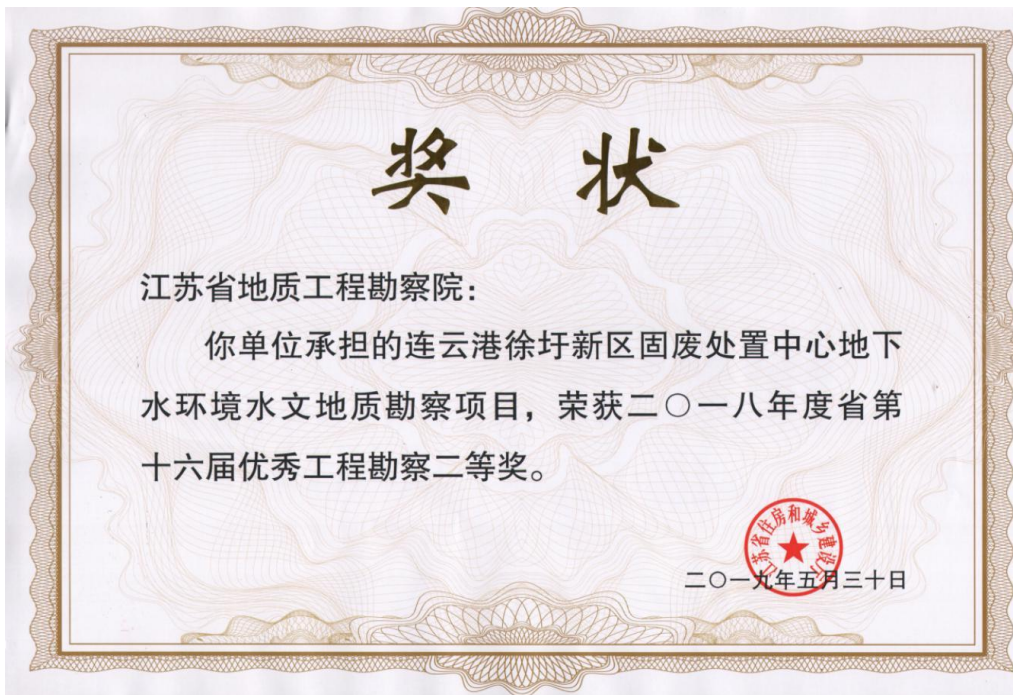 奖状
江苏省地质工程勘察院:
你单位承担的连云港徐圩新区固废处置中心地下
水环境水文地质勘察项目,荣获二〇一八年度省第
十六届优秀工程勘察二等奖。
江苏省住房和城乡建设厅
二〇一九年五月三十日